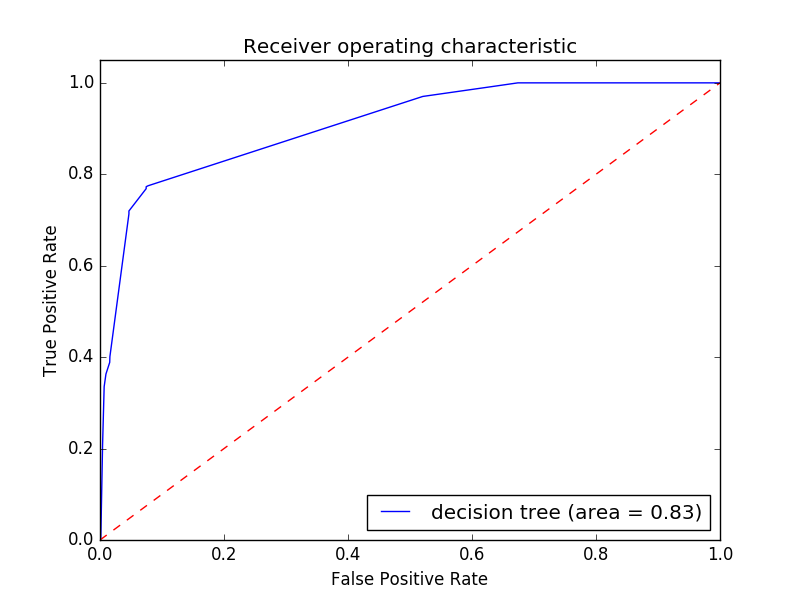 Receiver operating characteristic
True Positive Rate
1.0
0.8
0.6
0.4
0.2
0.0
0.0 0.2 0.4 0.6 0.8 1.0
False Positive Rate
decision tree (area = 0.83)